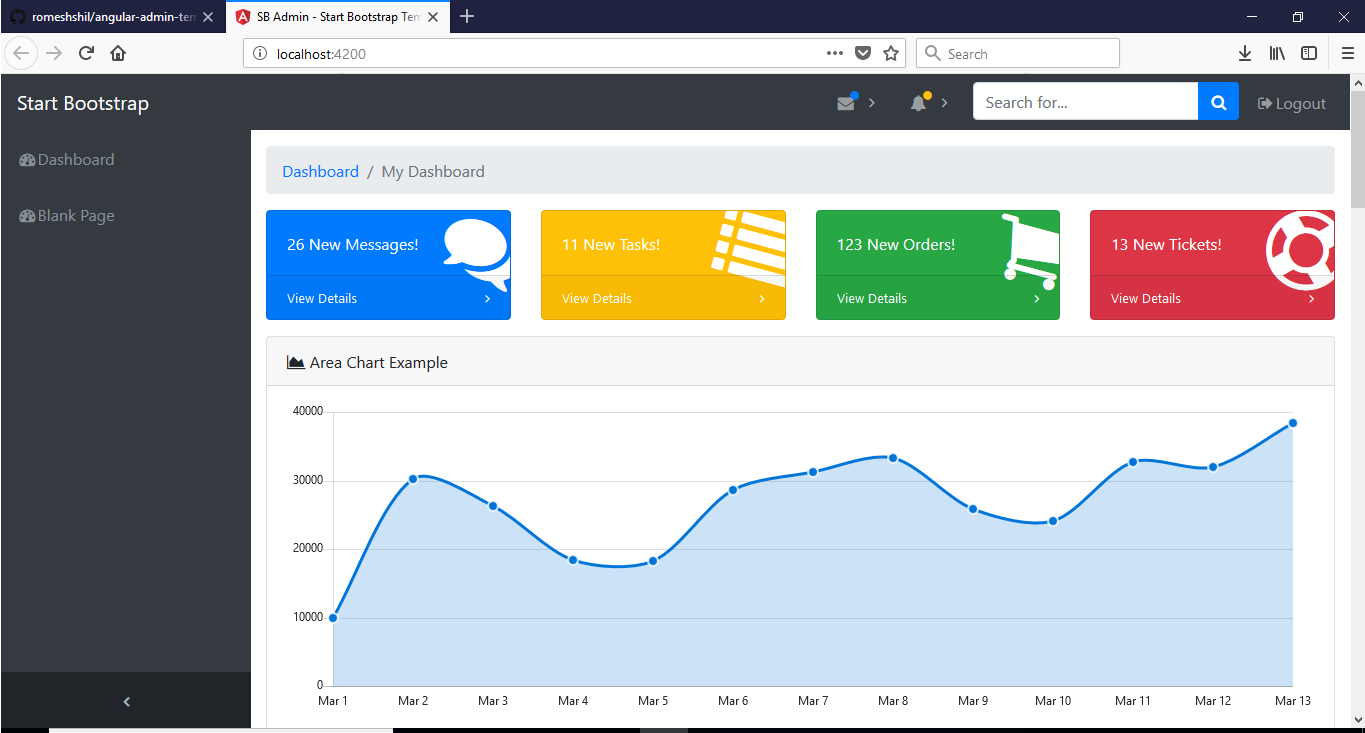 romeshshil/angular-admin-tem
SB Admin - Start Bootstrap Tem
localhost:4200
Search
Start Bootstrap
Search for...
Logout
Dashboard
Blank Page
Dashboard / My Dashboard
26 New Messages!
View Details
11 New Tasks!
View Details
123 New Orders!
View Details
13 New Tickets!
View Details
Area Chart Example
40000
30000
20000
10000
0
Mar 1 Mar 2 Mar 3 Mar 4 Mar 5 Mar 6 Mar 7 Mar 8 Mar 9 Mar 10 Mar 11 Mar 12 Mar 13